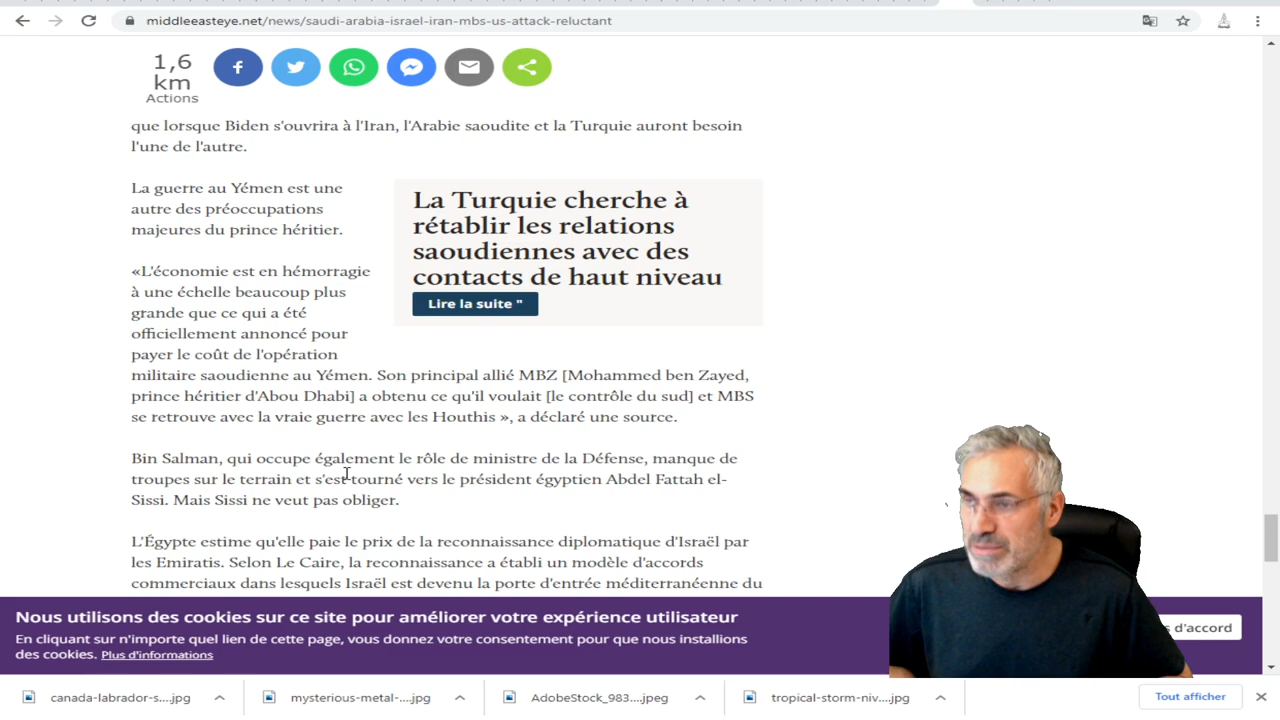 middleeasteye.net/news/saudi-arabia-israel-iran-mbs-us-attack-reluctant
1,6
km
Actions
que lorsque Biden s'ouvrira à l'Iran, l'Arabie saoudite et la Turquie auront besoin
l'une de l'autre.
La guerre au Yémen est une
autre des préoccupations
majeures du prince héritier.
La Turquie cherche à
rétablir les relations
saoudiennes avec des
contacts de haut niveau
Lire la suite "
«L'économie est en hémorragie
à une échelle beaucoup plus
grande que ce qui a été
officiellement annoncé pour
payer le coût de l'opération
militaire saoudienne au Yémen. Son principal allié MBZ [Mohammed ben Zayed,
prince héritier d'Abou Dhabi] a obtenu ce qu'il voulait [le contrôle du sud] et MBS
se retrouve avec la vraie guerre avec les Houthis », a déclaré une source.
Bin Salman, qui occupe également le rôle de ministre de la Défense, manque de
troupes sur le terrain et s'est tourné vers le président égyptien Abdel Fattah el-
Sissi. Mais Sissi ne veut pas obliger.
L'Égypte estime qu'elle paie le prix de la reconnaissance diplomatique d'Israël par
les Emiratis. Selon Le Caire, la reconnaissance a établi un modèle d'accords
commerciaux dans lesquels Israël est devenu la porte d'entrée méditerranéenne du
Nous utilisons des cookies sur ce site pour améliorer votre expérience utilisateur
En cliquant sur n'importe quel lien de cette page, vous donnez votre consentement pour que nous installions
des cookies. Plus d'informations
d'accord
canada-labrador-s....jpg
mysterious-metal-....jpg
AdobeStock_983....jpeg
tropical-storm-niv....jpg
Tout afficher